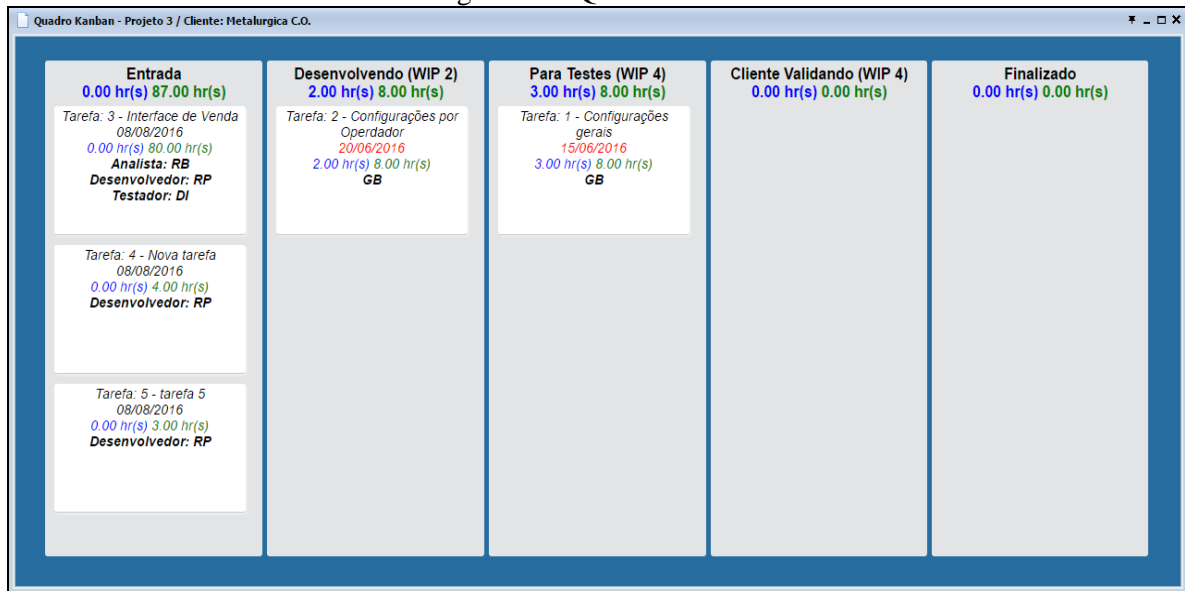 Quadro Kanban - Projeto 3 / Cliente: Metalurgica C.O.
Entrada
0.00 hr(s) 87.00 hr(s)
Tarefa: 3 - Interface de Venda
08/08/2016
0.00 hr(s) 80.00 hr(s)
Analista: RB
Desenvolvedor: RP
Testador: DI
Tarefa: 4 - Nova tarefa
08/08/2016
0.00 hr(s) 4.00 hr(s)
Desenvolvedor: RP
Tarefa: 5 - tarefa 5
08/08/2016
0.00 hr(s) 3.00 hr(s)
Desenvolvedor: RP
Desenvolvendo (WIP 2)
2.00 hr(s) 8.00 hr(s)
Tarefa: 2 - Configurações por
Operdador
20/06/2016
2.00 hr(s) 8.00 hr(s)
GB
Para Testes (WIP 4)
3.00 hr(s) 8.00 hr(s)
Tarefa: 1 - Configurações
gerais
15/06/2016
3.00 hr(s) 8.00 hr(s)
GB
Cliente Validando (WIP 4)
0.00 hr(s) 0.00 hr(s)
Finalizado
0.00 hr(s) 0.00 hr(s)